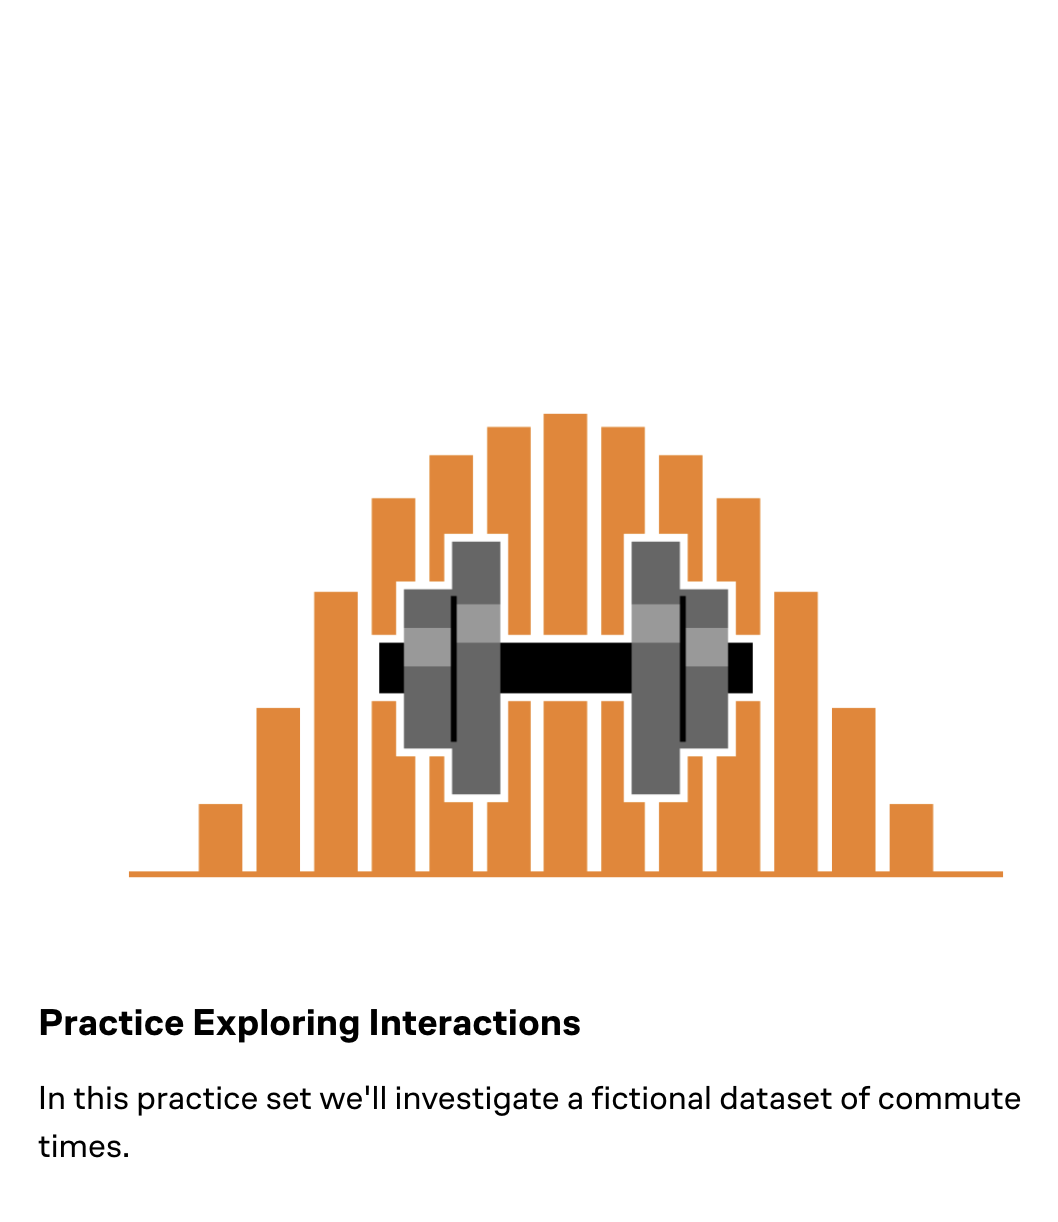 Practice Exploring Interactions
In this practice set we'll investigate a fictional dataset of commute
times.